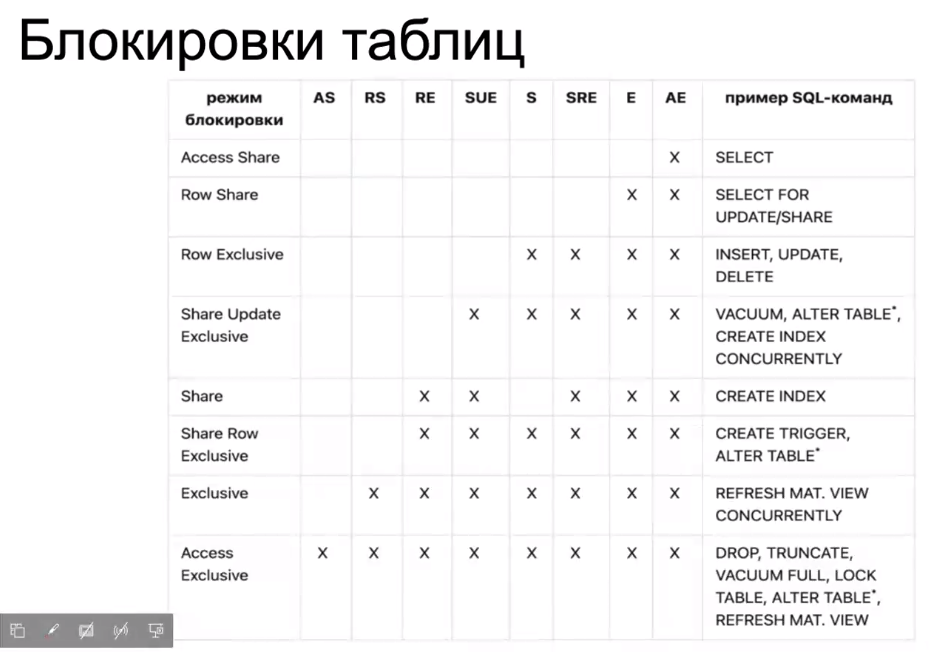 Блокировки таблиц
режим блокировки AS RS RE SUE S SRE E AE пример SQL-команд
Access Share X SELECT
Row Share X X SELECT FOR
UPDATE/SHARE
Row Exclusive X X X X INSERT, UPDATE,
DELETE
Share Update X X X X X VACUUM, ALTER TABLE*,
Exclusive CREATE INDEX
CONCURRENTLY
Share X X X X X CREATE INDEX
Share Row X X X X X X CREATE TRIGGER,
Exclusive ALTER TABLE*
Exclusive X X X X X X X REFRESH MAT. VIEW
CONCURRENTLY
Access X X X X X X X X DROP, TRUNCATE,
Exclusive VACUUM FULL, LOCK
TABLE, ALTER TABLE*,
REFRESH MAT. VIEW